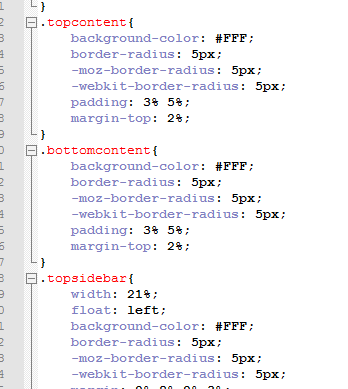 }
.topcontent{
background-color: #FFF;
border-radius: 5px;
-moz-border-radius: 5px;
-webkit-border-radius: 5px;
padding: 3% 5%;
margin-top: 2%;
}
.bottomcontent{
background-color: #FFF;
border-radius: 5px;
-moz-border-radius: 5px;
-webkit-border-radius: 5px;
padding: 3% 5%;
margin-top: 2%;
}
.topsidebar{
width: 21%;
float: left;
background-color: #FFF;
border-radius: 5px;
-moz-border-radius: 5px;
-webkit-border-radius: 5px;